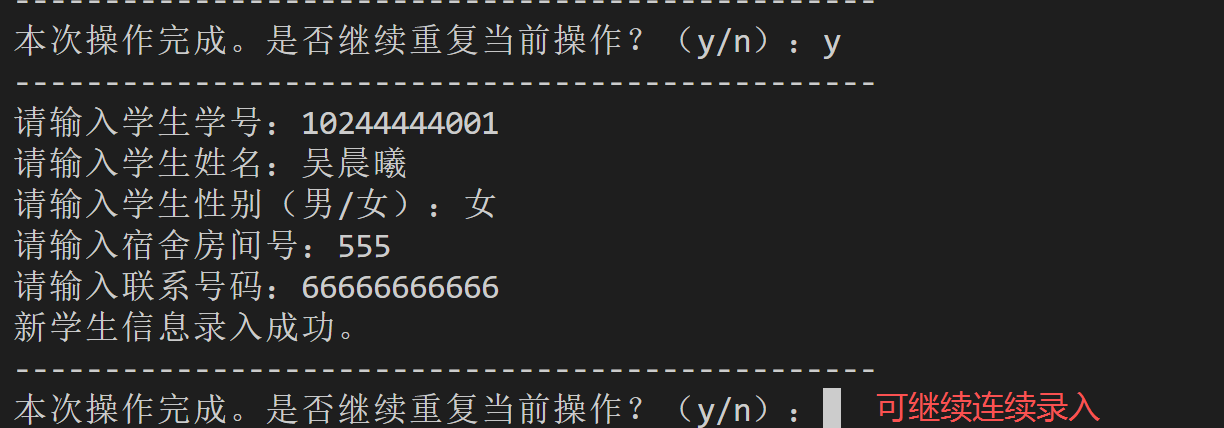 ------------------------------------------------
本次操作完成。是否继续重复当前操作？（y/n）：y
------------------------------------------------
请输入学生学号：10244444001
请输入学生姓名：吴晨曦
请输入学生性别（男/女）：女
请输入宿舍房间号：555
请输入联系号码：66666666666
新学生信息录入成功。
------------------------------------------------
本次操作完成。是否继续重复当前操作？（y/n）： 可继续连续录入